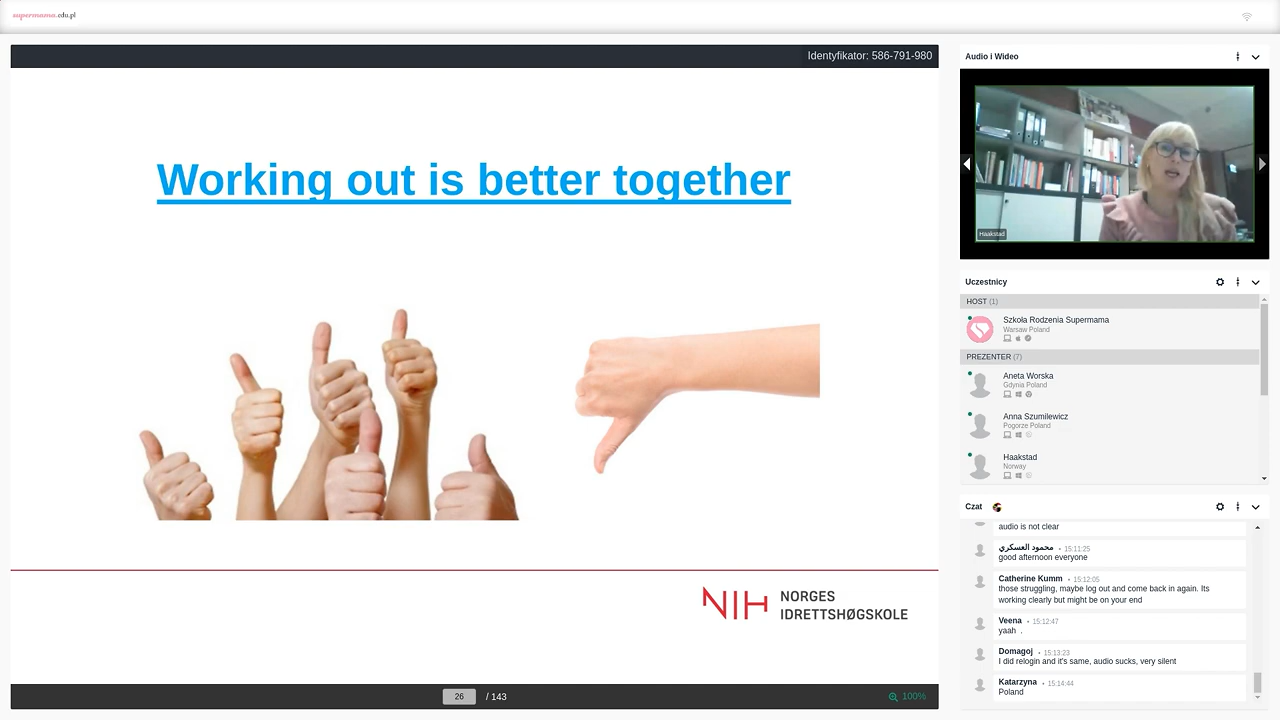 supermama.edu.pl
Identyfikator: 586-791-980
Working out is better together
NORGES
IDRETTSHØGSKOLE
26 / 143
100%
Audio i Wideo
Haakstad
Uczestnicy
HOST (1)
Szkoła Rodzenia Supermama
Warsaw Poland
PREZENTER (7)
Aneta Worska
Gdynia Poland
Anna Szumilewicz
Pogorze Poland
Haakstad
Norway
Czat
audio is not clear
محمود العسكري • 15:11:25
good afternoon everyone
Catherine Kumm • 15:12:05
those struggling, maybe log out and come back in again. Its
working clearly but might be on your end
Veena • 15:12:47
yaah .
Domagoj • 15:13:23
I did relogin and it's same, audio sucks, very silent
Katarzyna • 15:14:44
Poland